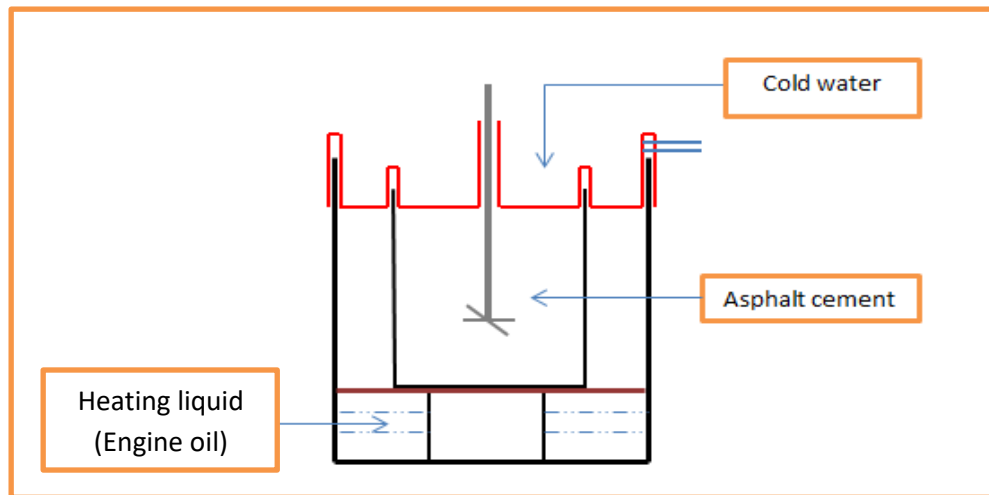 Cold water
Asphalt cement
Heating liquid
(Engine oil)